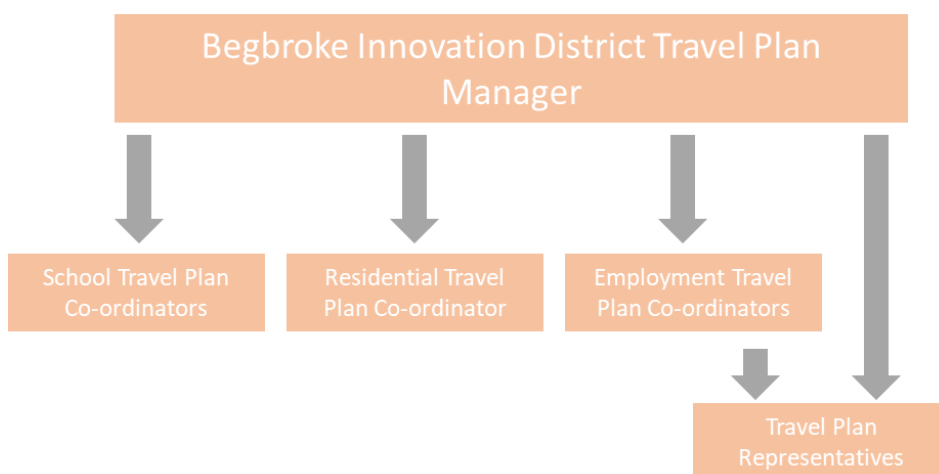 Begbroke Innovation District Travel Plan
Manager
School Travel Plan
Co-ordinators
Residential Travel
Plan Co-ordinator
Employment Travel
Plan Co-ordinators
Travel Plan
Representatives